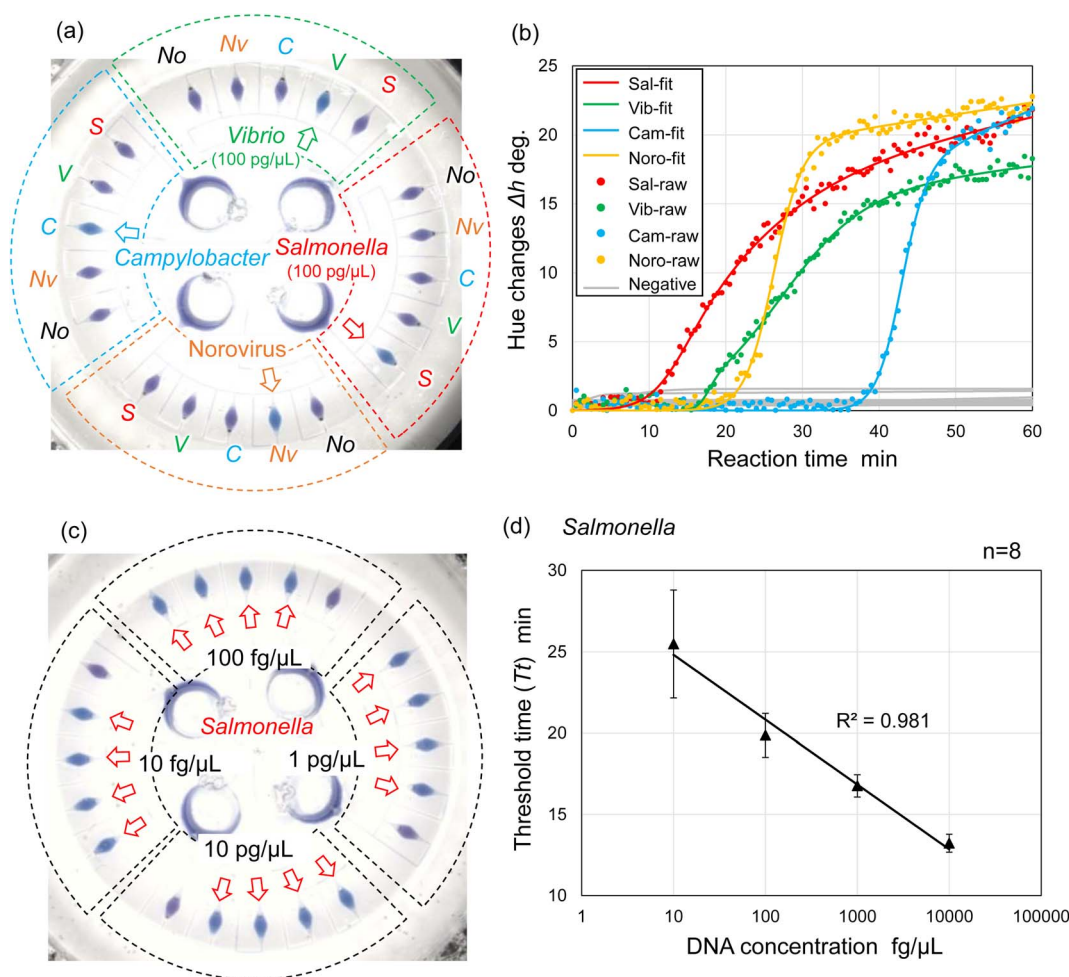 (a)
No
Nv
C
V
S
Vibrio
(100 pg/μL)
S
V
C
Nv
No
Campylobacter
No
Nv
C
V
S
Salmonella
(100 pg/μL)
Norovirus
S
V
C
Nv
No
(b)
Hue changes Δh deg.
25
20
15
10
5
0
Sal-fit
Vib-fit
Cam-fit
Noro-fit
Sal-raw
Vib-raw
Cam-raw
Noro-raw
Negative
0 10 20 30 40 50 60
Reaction time min
(c)
100 fg/μL
Salmonella
10 fg/μL
1 pg/μL
10 pg/μL
(d) Salmonella
n=8
Threshold time (Tt) min
30
25
20
15
10
R² = 0.981
1 10 100 1000 10000 100000
DNA concentration fg/μL